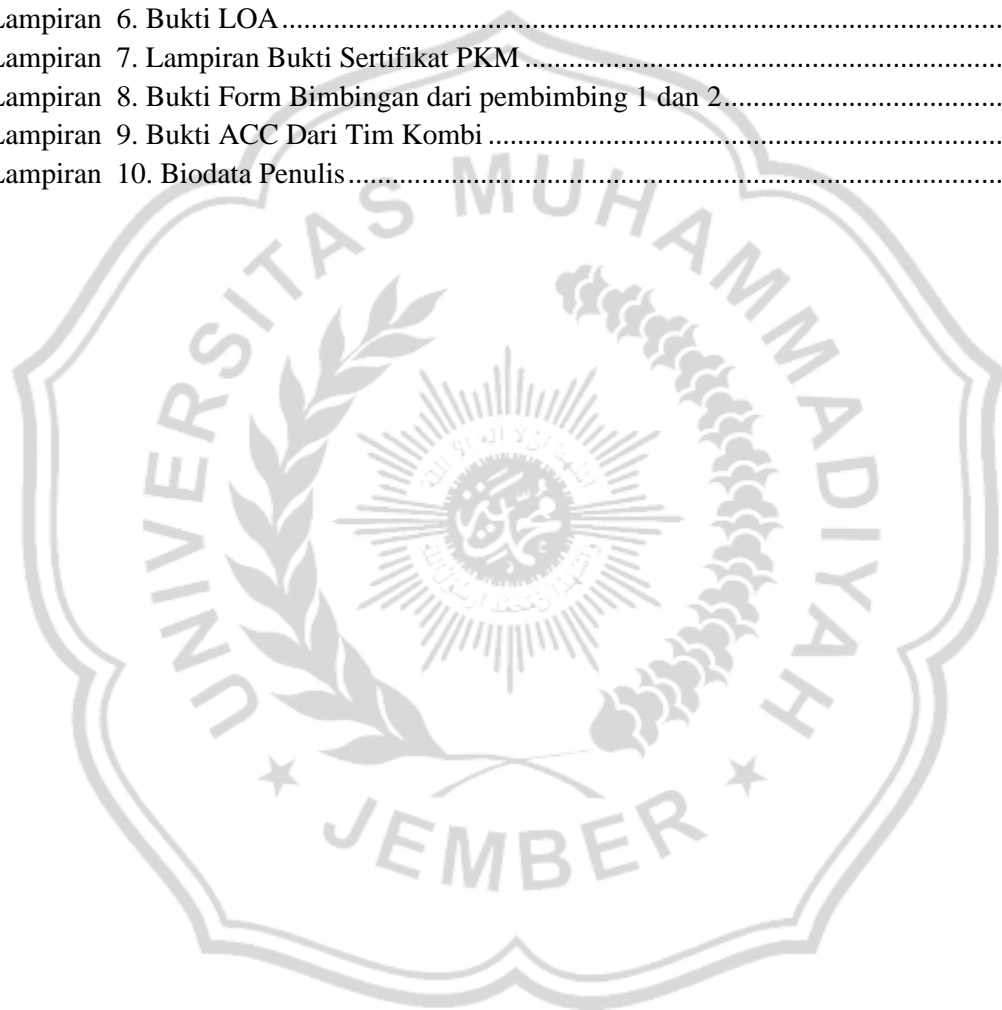 Lampiran 6. Bukti LOA
Lampiran 7. Lampiran Bukti Sertifikat PKM
Lampiran 8. Bukti Form Bimbingan dari pembimbing 1 dan 2
Lampiran 9. Bukti ACC Dari Tim Kombi
Lampiran 10. Biodata Penulis
UNIVERSITAS MUHAMMADIYAH
JEMBER